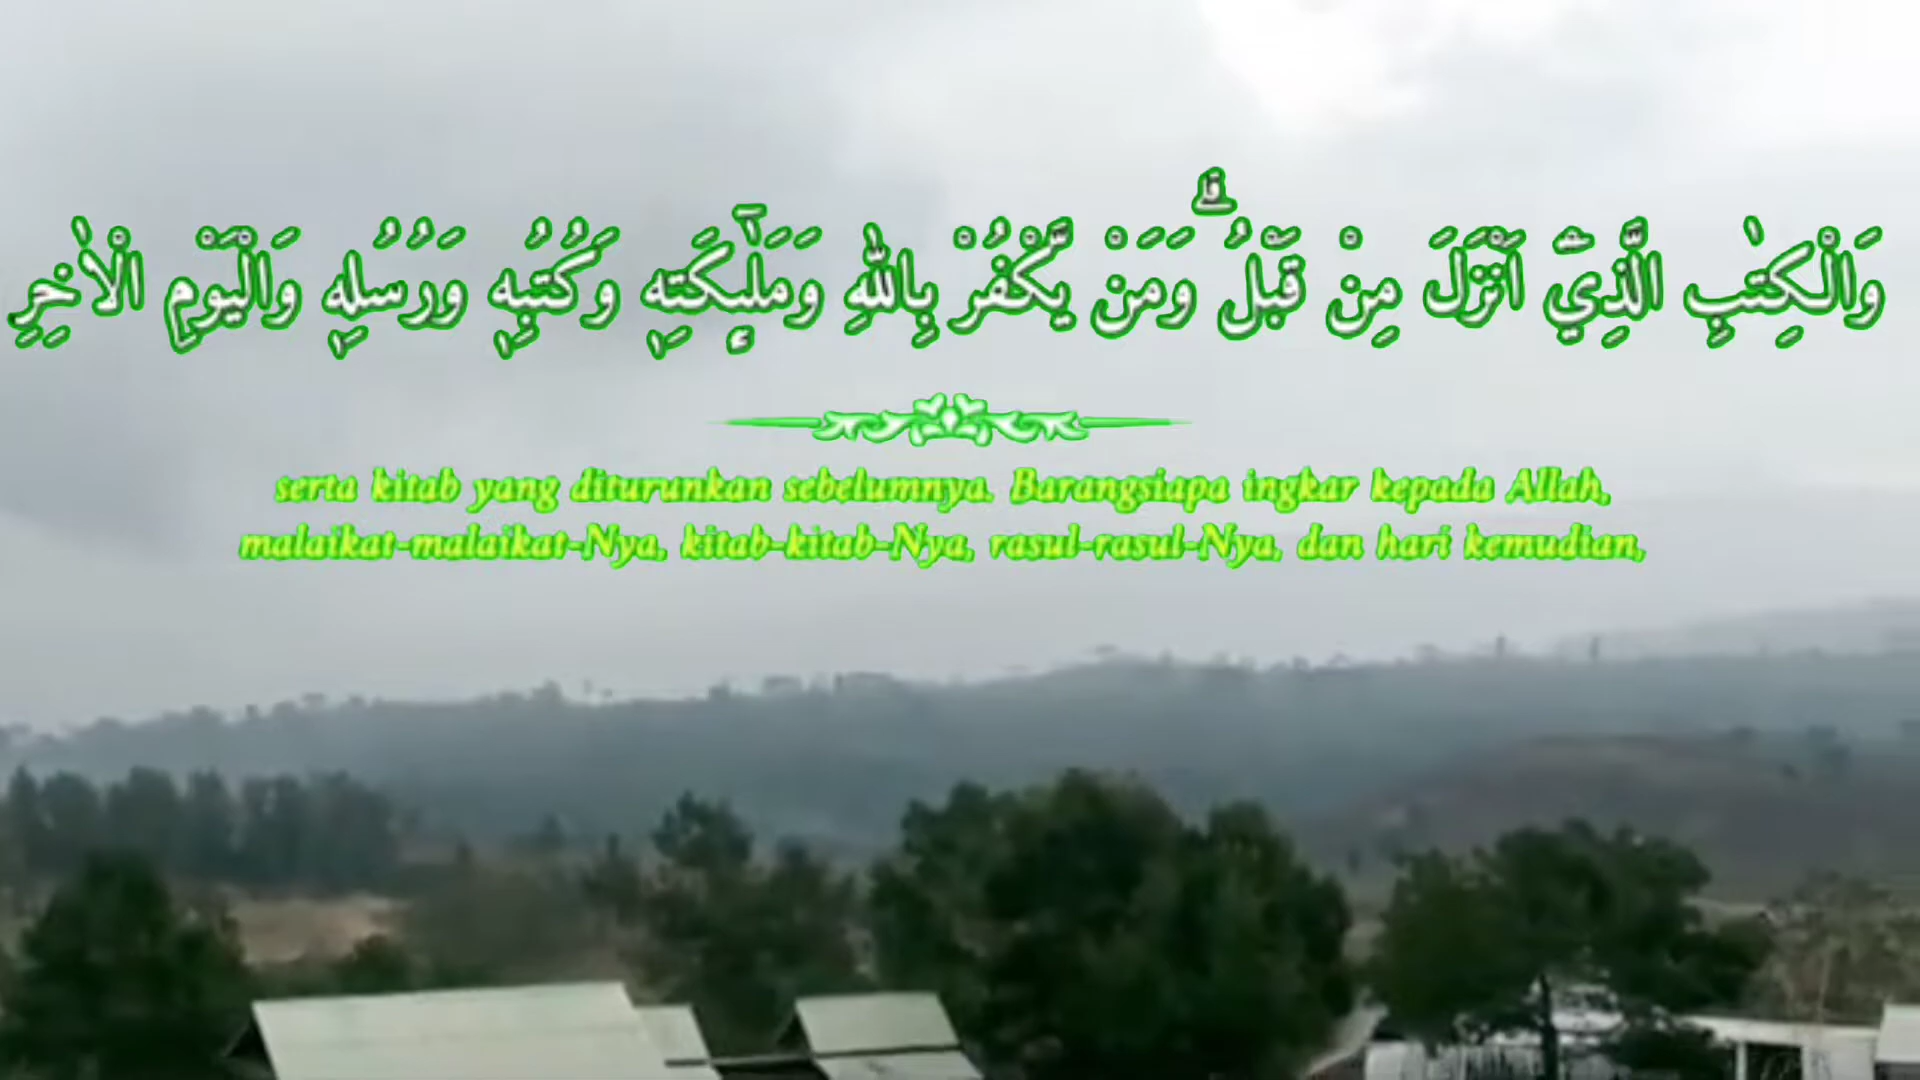 وَالْكِتٰبِ الَّذِيْٓ اَنْزَلَ مِنْ قَبْلُ ۗوَمَنْ يَّكْفُرْ بِاللّٰهِ وَمَلٰۤىِٕكَتِهٖ وَكُتُبِهٖ وَرُسُلِهٖ وَالْيَوْمِ الْاٰخِرِ
serta kitab yang diturunkan sebelumnya. Barangsiapa ingkar kepada Allah,
malaikat-malaikat-Nya, kitab-kitab-Nya, rasul-rasul-Nya, dan hari kemudian,